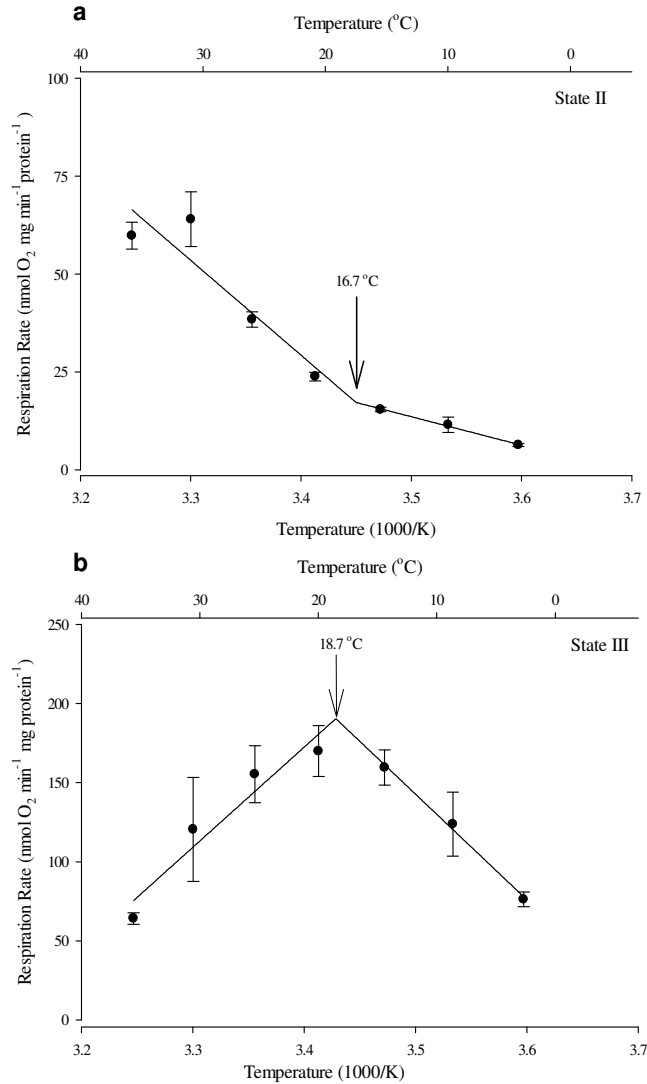 a
Temperature (°C)
40 30 20 10 0
100
State II
75
50
25
0
Respiration Rate (nmol O2 mg min-1 protein-1)
16.7 °C
3.2 3.3 3.4 3.5 3.6 3.7
Temperature (1000/K)
b
Temperature (°C)
40 30 20 10 0
250
State III
200
150
100
50
0
Respiration Rate (nmol O2 min-1 mg protein-1)
18.7 °C
3.2 3.3 3.4 3.5 3.6 3.7
Temperature (1000/K)